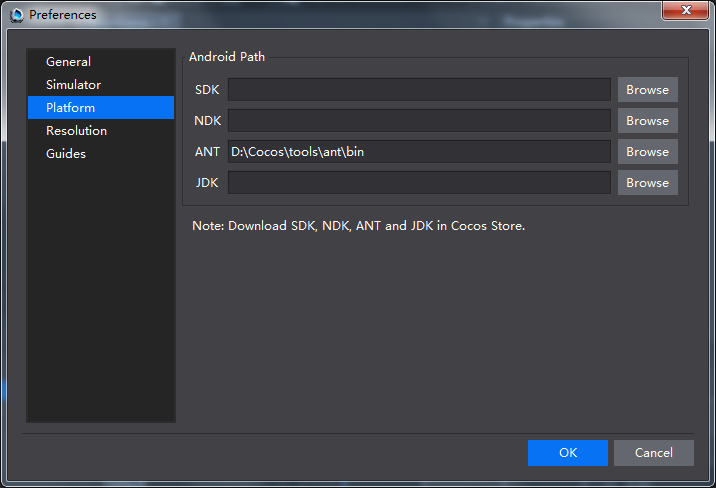 Preferences
General
Simulator
Platform
Resolution
Guides
Android Path
SDK
Browse
NDK
Browse
ANT
D:\Cocos\tools\ant\bin
Browse
JDK
Browse
Note: Download SDK, NDK, ANT and JDK in Cocos Store.
OK
Cancel